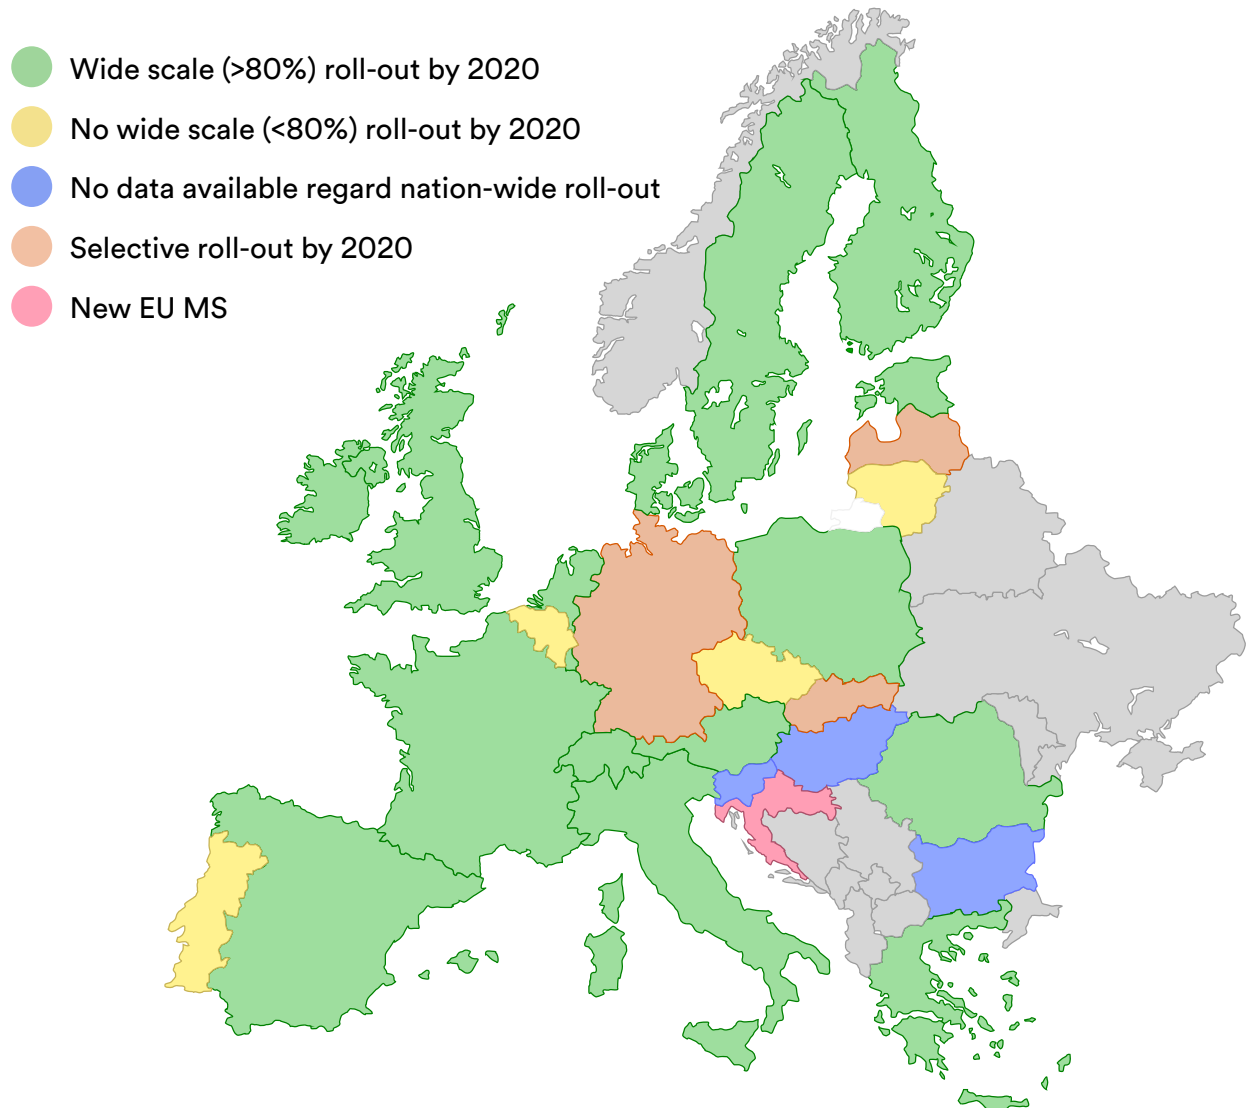 Wide scale (>80%) roll-out by 2020
No wide scale (<80%) roll-out by 2020
No data available regard nation-wide roll-out
Selective roll-out by 2020
New EU MS